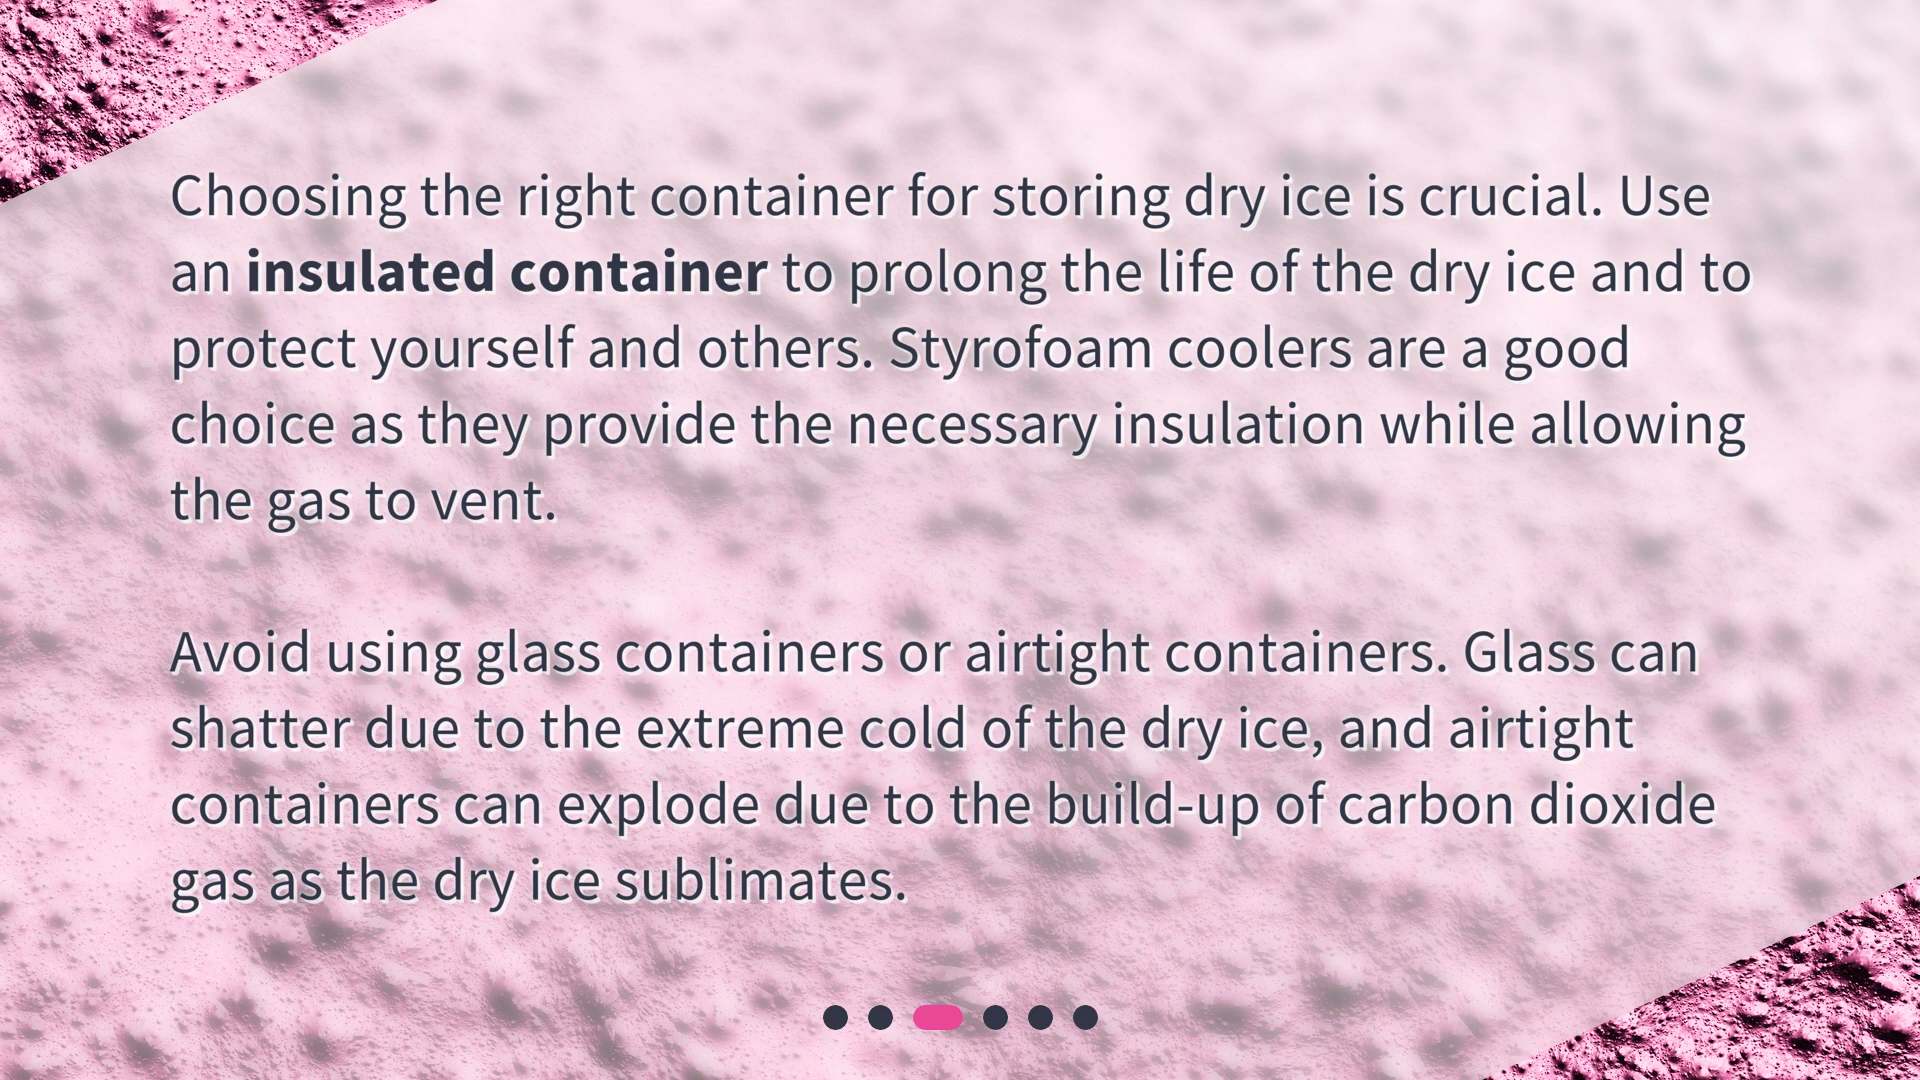 Choosing the right container for storing dry ice is crucial. Use
an insulated container to prolong the life of the dry ice and to
protect yourself and others. Styrofoam coolers are a good
choice as they provide the necessary insulation while allowing
the gas to vent.
Avoid using glass containers or airtight containers. Glass can
shatter due to the extreme cold of the dry ice, and airtight
containers can explode due to the build-up of carbon dioxide
gas as the dry ice sublimates.